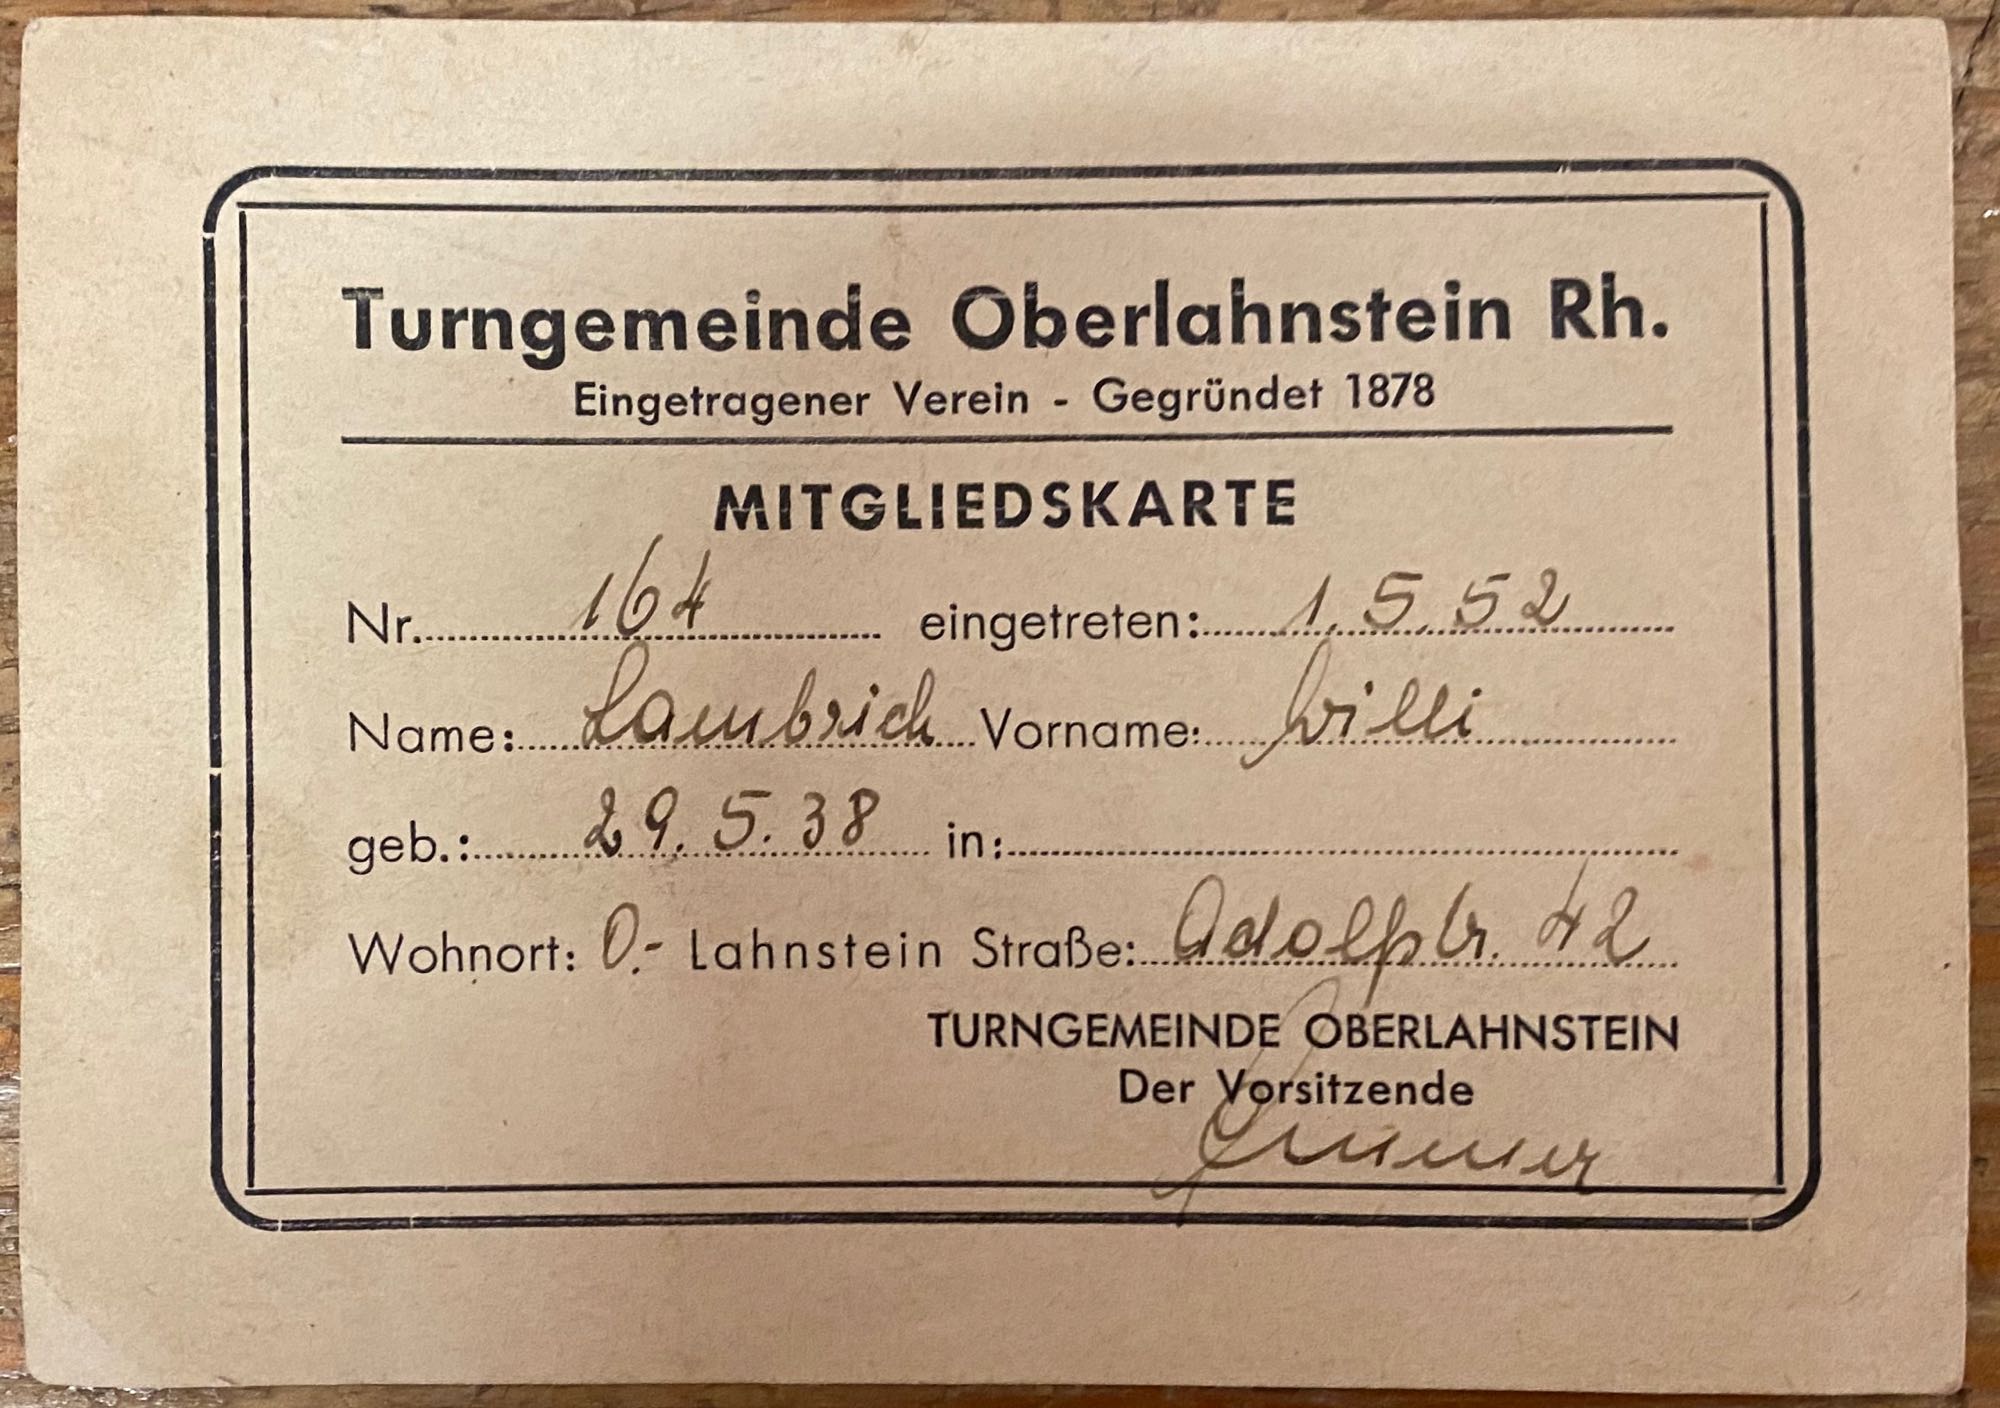 Turngemeinde Oberlahnstein Rh.
Eingetragener Verein - Gegründet 1878
MITGLIEDSKARTE
Nr. 164 eingetreten: 1.5.52
Name: Lambrich Vorname: Willi
geb.: 29.5.38 in:
Wohnort: O.- Lahnstein Straße: Adolfstr. 42
TURNGEMEINDE OBERLAHNSTEIN
Der Vorsitzende